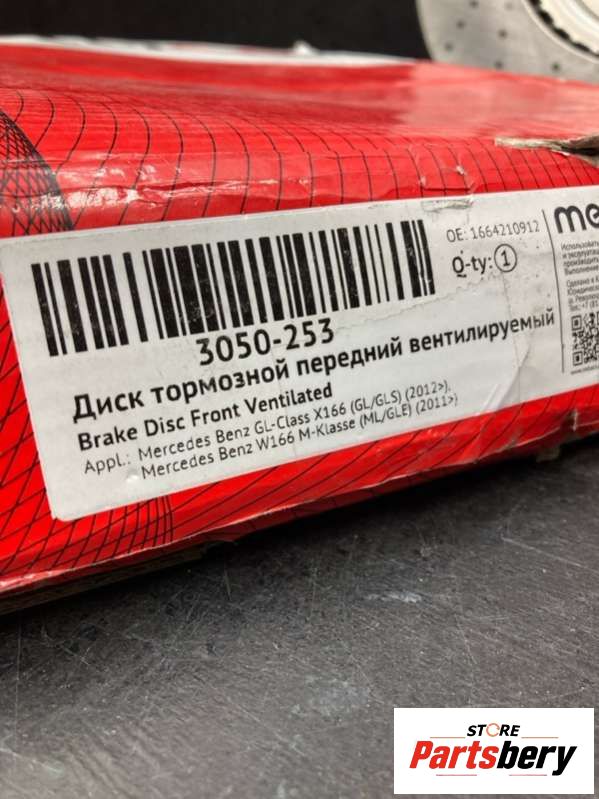 OE: 1664210912
Q-ty: 1
3050-253
Диск тормозной передний вентилируемый
Brake Disc Front Ventilated
Appl.: Mercedes Benz GL-Class X166 (GL/GLS) (2012>),
Mercedes Benz W166 M-Klasse (ML/GLE) (2011>)
STORE
Partsbery